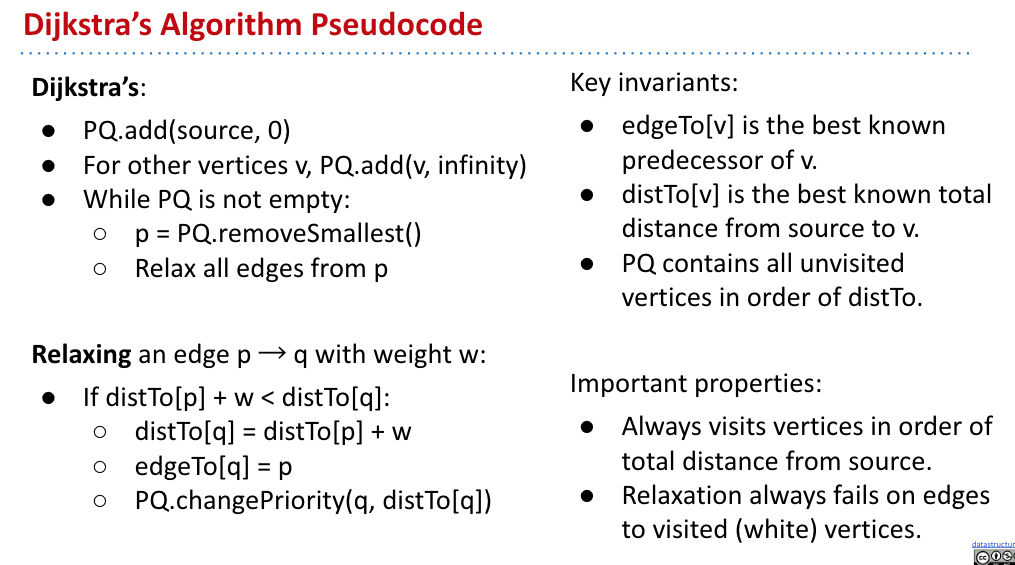 Dijkstra’s Algorithm Pseudocode
Dijkstra’s:
● PQ.add(source, 0)
● For other vertices v, PQ.add(v, infinity)
● While PQ is not empty:
○ p = PQ.removeSmallest()
○ Relax all edges from p
Relaxing an edge p → q with weight w:
● If distTo[p] + w < distTo[q]:
○ distTo[q] = distTo[p] + w
○ edgeTo[q] = p
○ PQ.changePriority(q, distTo[q])
Key invariants:
● edgeTo[v] is the best known
predecessor of v.
● distTo[v] is the best known total
distance from source to v.
● PQ contains all unvisited
vertices in order of distTo.
Important properties:
● Always visits vertices in order of
total distance from source.
● Relaxation always fails on edges
to visited (white) vertices.
datastructur